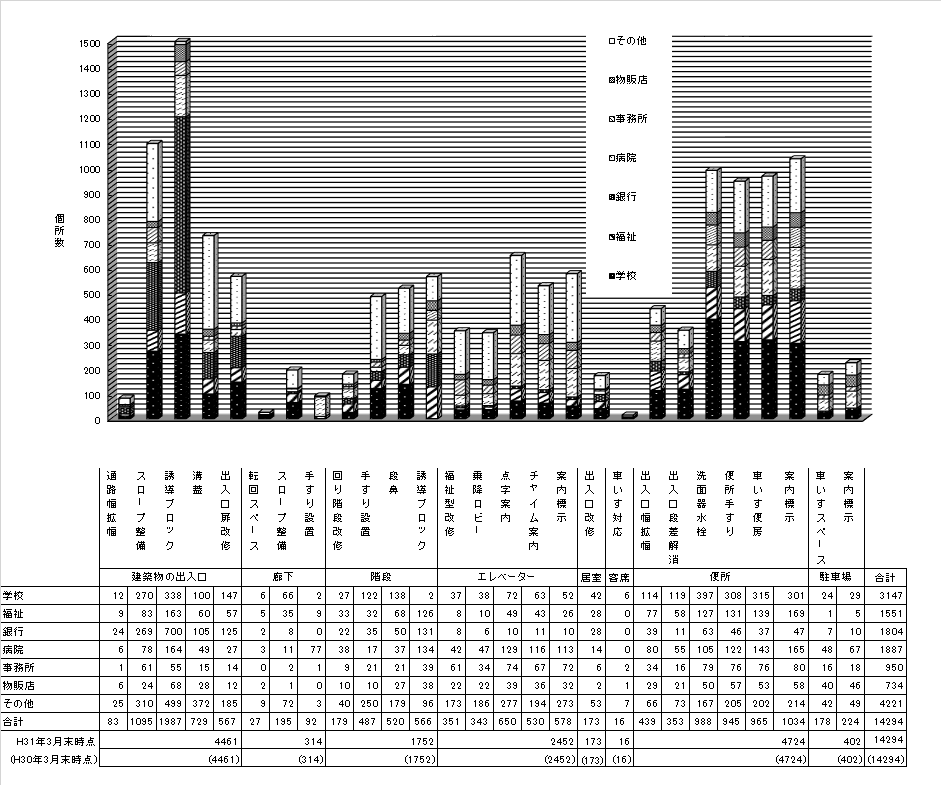 1500
1400
1300
1200
1100
1000
900
800
700
600
500
400
300
200
100
0
個所数
その他
物販店
事務所
病院
銀行
福祉
学校
通路幅拡幅 スロープ整備 誘導ブロック 溝蓋 出入口扉改修 転回スペース スロープ整備 手すり設置 回り階段改修 手すり設置 段鼻 誘導ブロック 福祉型改修 乗降ロビー 点字案内 チャイム案内 案内標示 出入口改修 車いす対応 出入口幅拡幅 出入口段差解消 洗面器水栓 便所手すり 車いす便房 案内標示 車いすスペース 案内標示
建築物の出入口 廊下 階段 エレベーター 居室 客席 便所 駐車場 合計
学校 12 270 338 100 147 6 66 2 27 122 138 2 37 38 72 63 52 42 6 114 119 397 308 315 301 24 29 3147
福祉 9 83 163 60 57 5 35 9 33 32 68 126 8 10 49 43 26 28 0 77 58 127 131 139 169 1 5 1551
銀行 24 269 700 105 125 2 8 0 22 35 50 131 8 6 10 11 10 28 0 39 11 63 46 37 47 7 10 1804
病院 6 78 164 49 27 3 11 77 38 17 37 134 42 47 129 116 113 14 0 80 55 105 122 143 165 48 67 1887
事務所 1 61 55 15 14 0 2 1 9 21 21 39 61 34 74 67 72 6 2 34 16 79 76 76 80 16 18 950
物販店 6 24 68 28 12 2 1 0 10 10 27 38 22 22 39 36 32 2 1 29 21 50 57 53 58 40 46 734
その他 25 310 499 372 185 9 72 3 40 250 179 96 173 186 277 194 273 53 7 66 73 167 205 202 214 42 49 4221
合計 83 1095 1987 729 567 27 195 92 179 487 520 566 351 343 650 530 578 173 16 439 353 988 945 965 1034 178 224 14294
H31年3月末時点 4461 314 1752 2452 173 16 4724 402 14294
(H30年3月末時点) (4461) (314) (1752) (2452) (173) (16) (4724) (402) (14294)